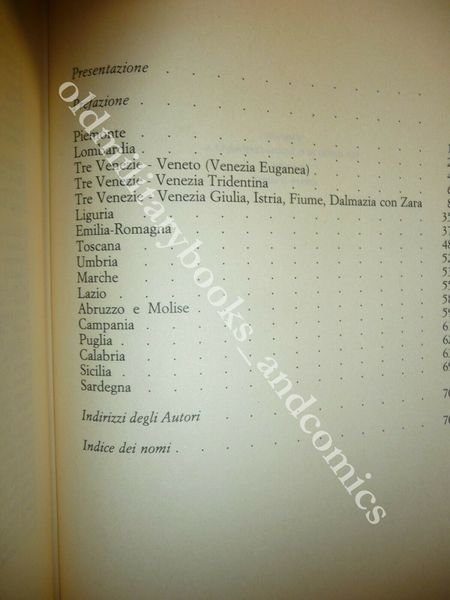 Presentazione
Prefazione
Piemonte
Lombardia
Tre Venezie - Veneto (Venezia Euganea)
Tre Venezie - Venezia Tridentina
Tre Venezie - Venezia Giulia, Istria, Fiume, Dalmazia con Zara
Liguria
Emilia-Romagna
Toscana
Umbria
Marche
Lazio
Abruzzo e Molise
Campania
Puglia
Calabria
Sicilia
Sardegna
Indirizzi degli Autori
Indice dei nomi
oldmilitarybooks_andcomics